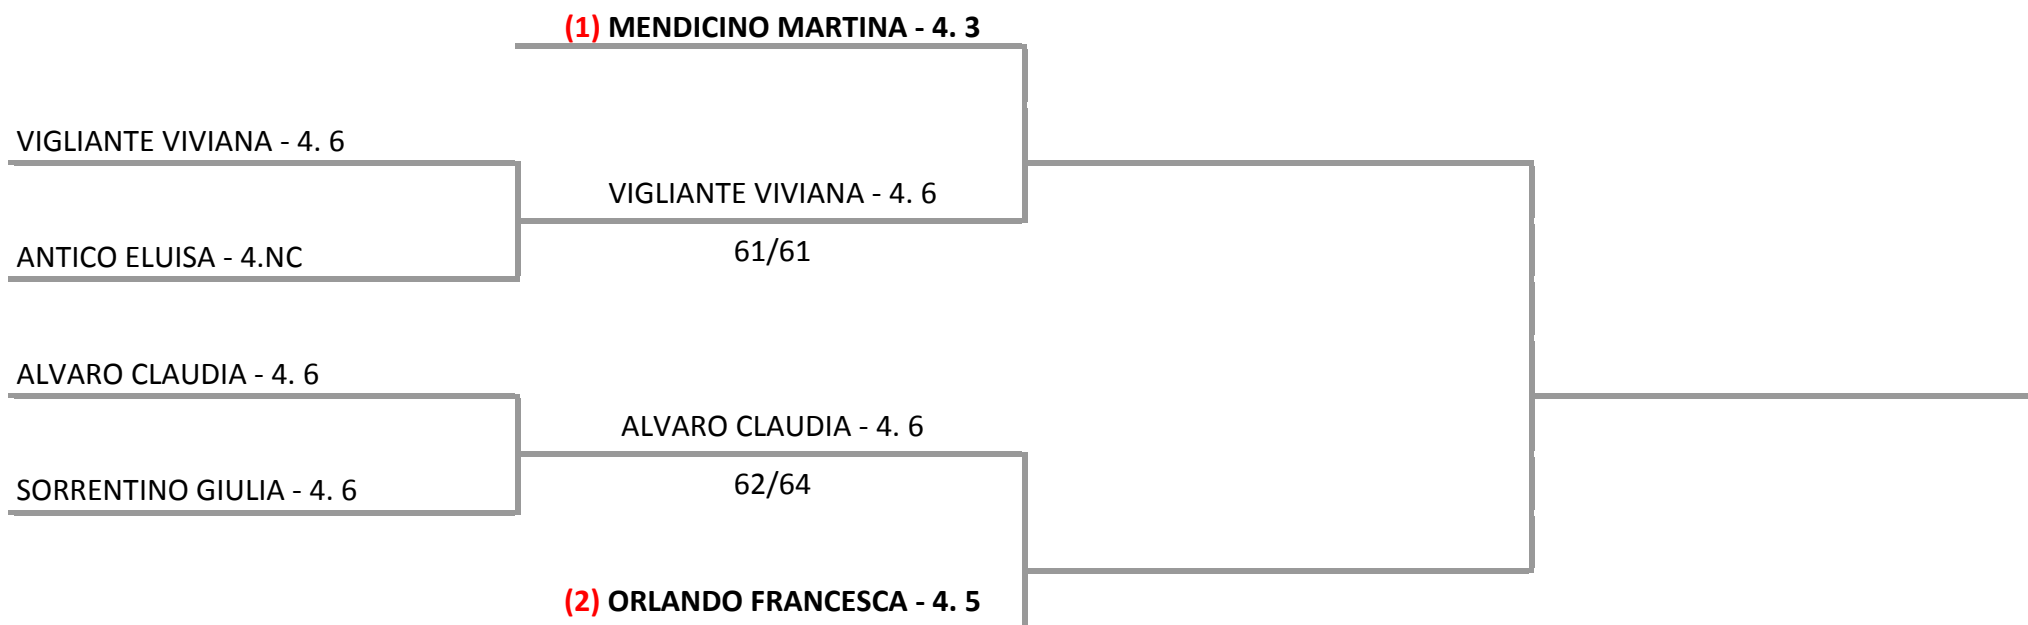 (1) MENDICINO MARTINA - 4. 3
VIGLIANTE VIVIANA - 4. 6
VIGLIANTE VIVIANA - 4. 6
ANTICO ELUISA - 4.NC
61/61
ALVARO CLAUDIA - 4. 6
ALVARO CLAUDIA - 4. 6
SORRENTINO GIULIA - 4. 6
62/64
(2) ORLANDO FRANCESCA - 4. 5